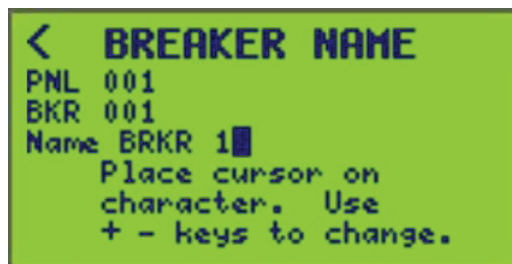 < BREAKER NAME
PNL 001
BKR 001
Name BRKR 1
Place cursor on
character. Use
+ - keys to change.